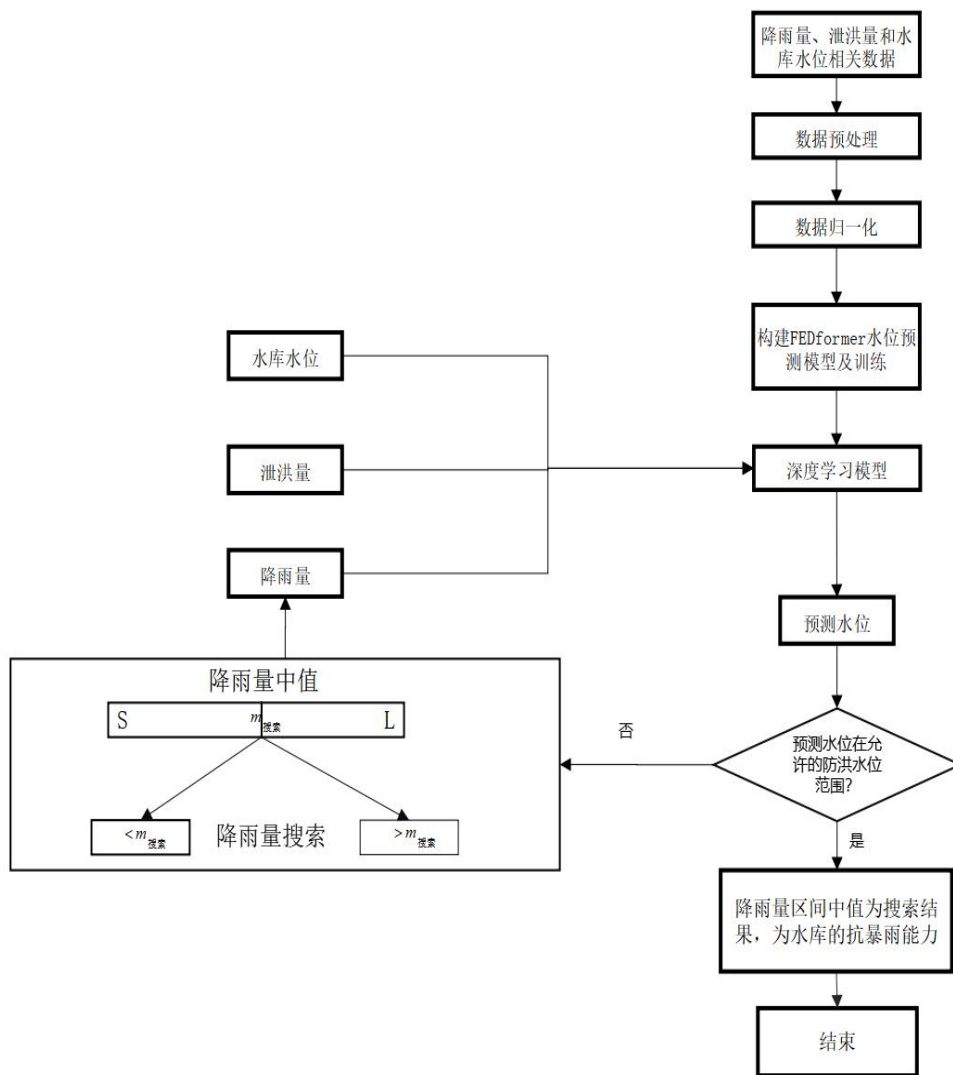 降雨量、泄洪量和水
库水位相关数据
数据预处理
数据归一化
构建FEDformer水位预
测模型及训练
水库水位
泄洪量
深度学习模型
降雨量
预测水位
降雨量中值
S m搜索 L
<m搜索 降雨量搜索 >m搜索
否
预测水位在允
许的防洪水位
范围?
是
降雨量区间中值为搜索结
果，为水库的抗暴雨能力
结束